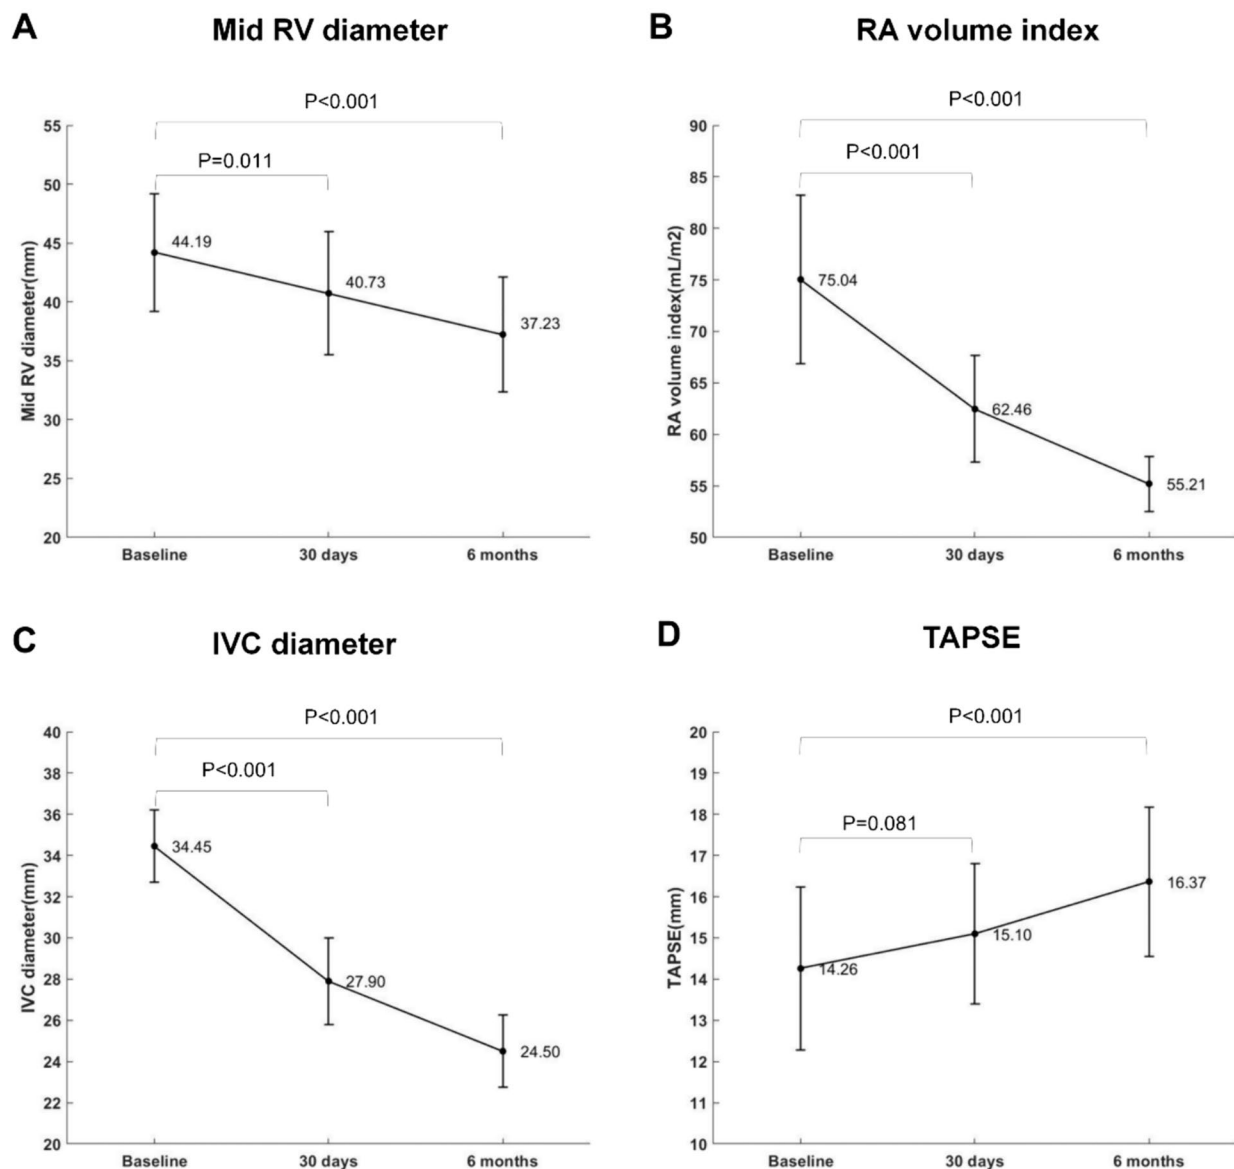 A Mid RV diameter
P<0.001
P=0.011
Mid RV diameter(mm)
55
50
45
40
35
30
25
20
44.19
40.73
37.23
Baseline 30 days 6 months
B RA volume index
P<0.001
P<0.001
RA volume index(mL/m2)
90
85
80
75
70
65
60
55
50
75.04
62.46
55.21
Baseline 30 days 6 months
C IVC diameter
P<0.001
P<0.001
IVC diameter(mm)
40
38
36
34
32
30
28
26
24
22
20
34.45
27.90
24.50
Baseline 30 days 6 months
D TAPSE
P<0.001
P=0.081
TAPSE(mm)
20
19
18
17
16
15
14
13
12
11
10
14.26
15.10
16.37
Baseline 30 days 6 months